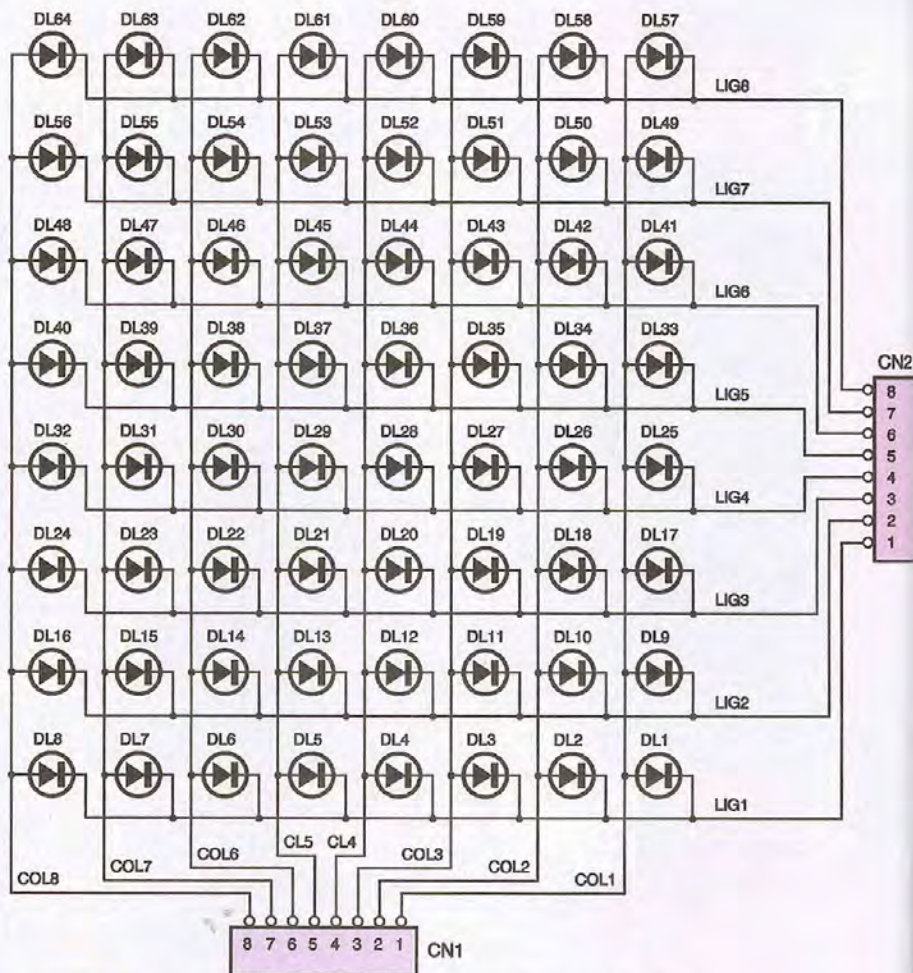 DL64 DL63 DL62 DL61 DL60 DL59 DL58 DL57
LIG8
DL56 DL55 DL54 DL53 DL52 DL51 DL50 DL49
LIG7
DL48 DL47 DL46 DL45 DL44 DL43 DL42 DL41
LIG6
DL40 DL39 DL38 DL37 DL36 DL35 DL34 DL33
CN2
LIG5
8
7
6
5
4
3
2
1
DL32 DL31 DL30 DL29 DL28 DL27 DL26 DL25
LIG4
DL24 DL23 DL22 DL21 DL20 DL19 DL18 DL17
LIG3
DL16 DL15 DL14 DL13 DL12 DL11 DL10 DL9
LIG2
DL8 DL7 DL6 DL5 DL4 DL3 DL2 DL1
LIG1
COL8 COL7 COL6 CL5 CL4 COL3 COL2 COL1
8 7 6 5 4 3 2 1 CN1